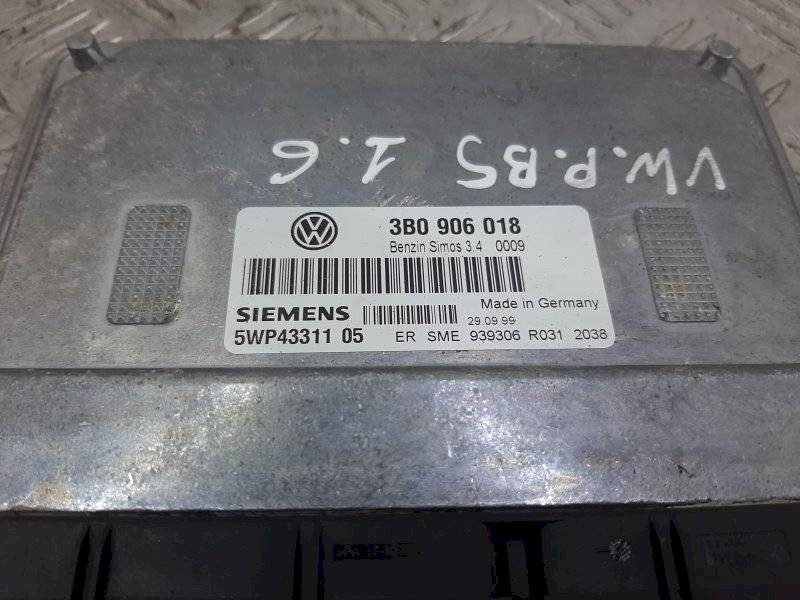 VW.P.B5 1.6
VW
3B0 906 018
Benzin Simos 3.4 0009
SIEMENS
Made in Germany
29.09.99
5WP43311 05
ER SME 939306 R031 2038